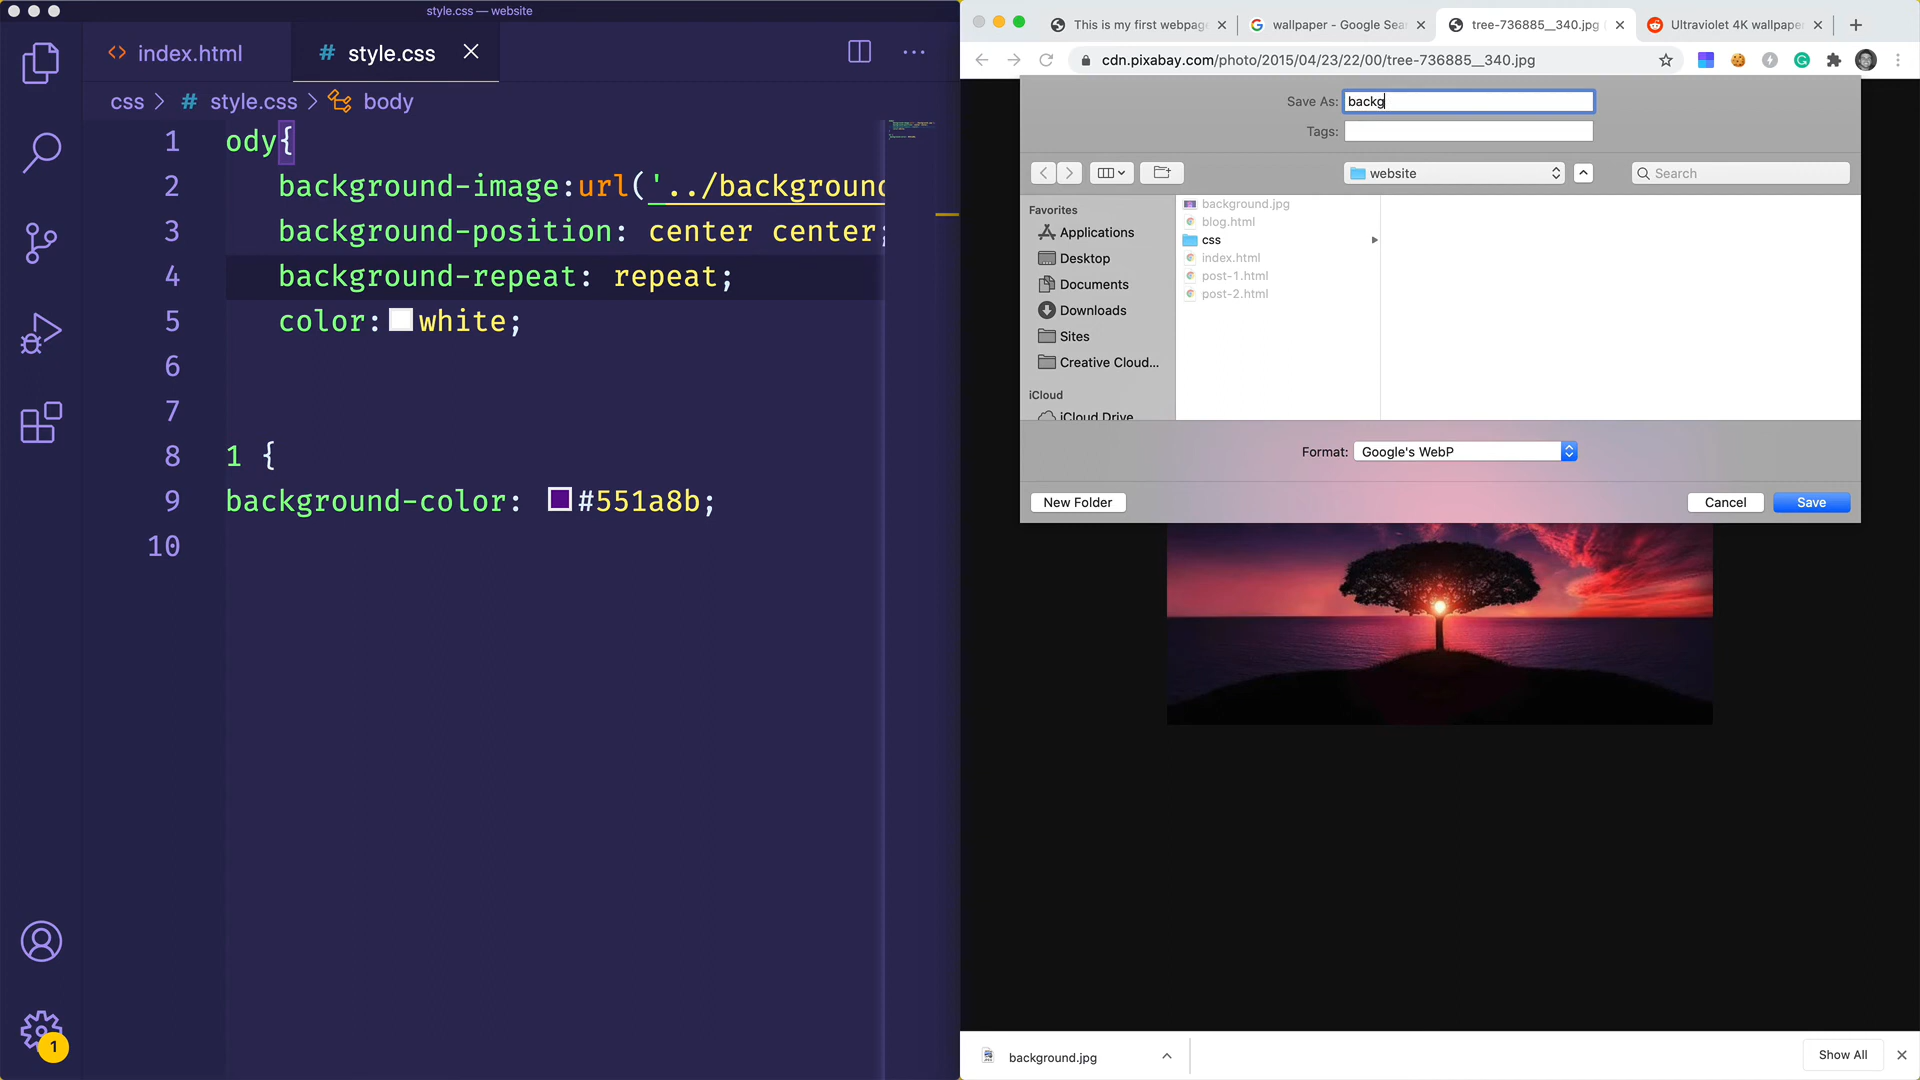 style.css — website
index.html
# style.css
css > # style.css > body
1 ody{
2 background-image:url('../background
3 background-position: center center;
4 background-repeat: repeat;
5 color: white;
6
7
8 1 {
9 background-color: #551a8b;
10
1
This is my first webpage
wallpaper - Google Sea
tree-736885__340.jpg (
Ultraviolet 4K wallpaper
cdn.pixabay.com/photo/2015/04/23/22/00/tree-736885__340.jpg
Save As: backg
Tags:
website
Search
Favorites
Applications
Desktop
Documents
Downloads
Sites
Creative Cloud...
iCloud
iCloud Drive
background.jpg
blog.html
css
index.html
post-1.html
post-2.html
Format: Google's WebP
New Folder
Cancel
Save
background.jpg
Show All